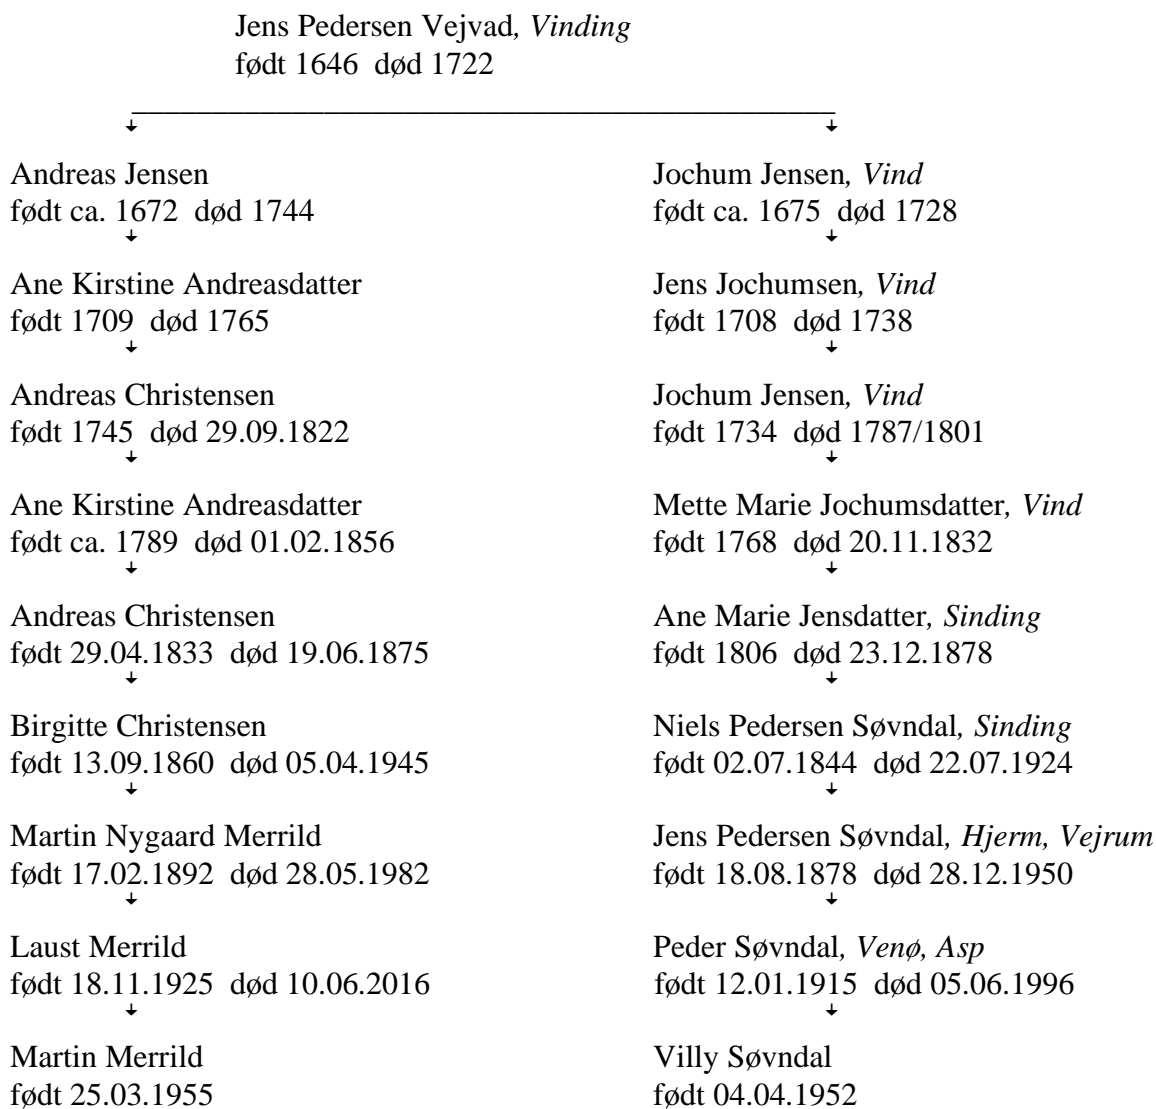 Jens Pedersen Vejvad, Vinding
født 1646 død 1722
Andreas Jensen
født ca. 1672 død 1744
Ane Kirstine Andreasdatter
født 1709 død 1765
Andreas Christensen
født 1745 død 29.09.1822
Ane Kirstine Andreasdatter
født ca. 1789 død 01.02.1856
Andreas Christensen
født 29.04.1833 død 19.06.1875
Birgitte Christensen
født 13.09.1860 død 05.04.1945
Martin Nygaard Merrild
født 17.02.1892 død 28.05.1982
Laust Merrild
født 18.11.1925 død 10.06.2016
Martin Merrild
født 25.03.1955
Jochum Jensen, Vind
født ca. 1675 død 1728
Jens Jochumsen, Vind
født 1708 død 1738
Jochum Jensen, Vind
født 1734 død 1787/1801
Mette Marie Jochumsdatter, Vind
født 1768 død 20.11.1832
Ane Marie Jensdatter, Sinding
født 1806 død 23.12.1878
Niels Pedersen Søvndal, Sinding
født 02.07.1844 død 22.07.1924
Jens Pedersen Søvndal, Hjerm, Vejrum
født 18.08.1878 død 28.12.1950
Peder Søvndal, Venø, Asp
født 12.01.1915 død 05.06.1996
Villy Søvndal
født 04.04.1952